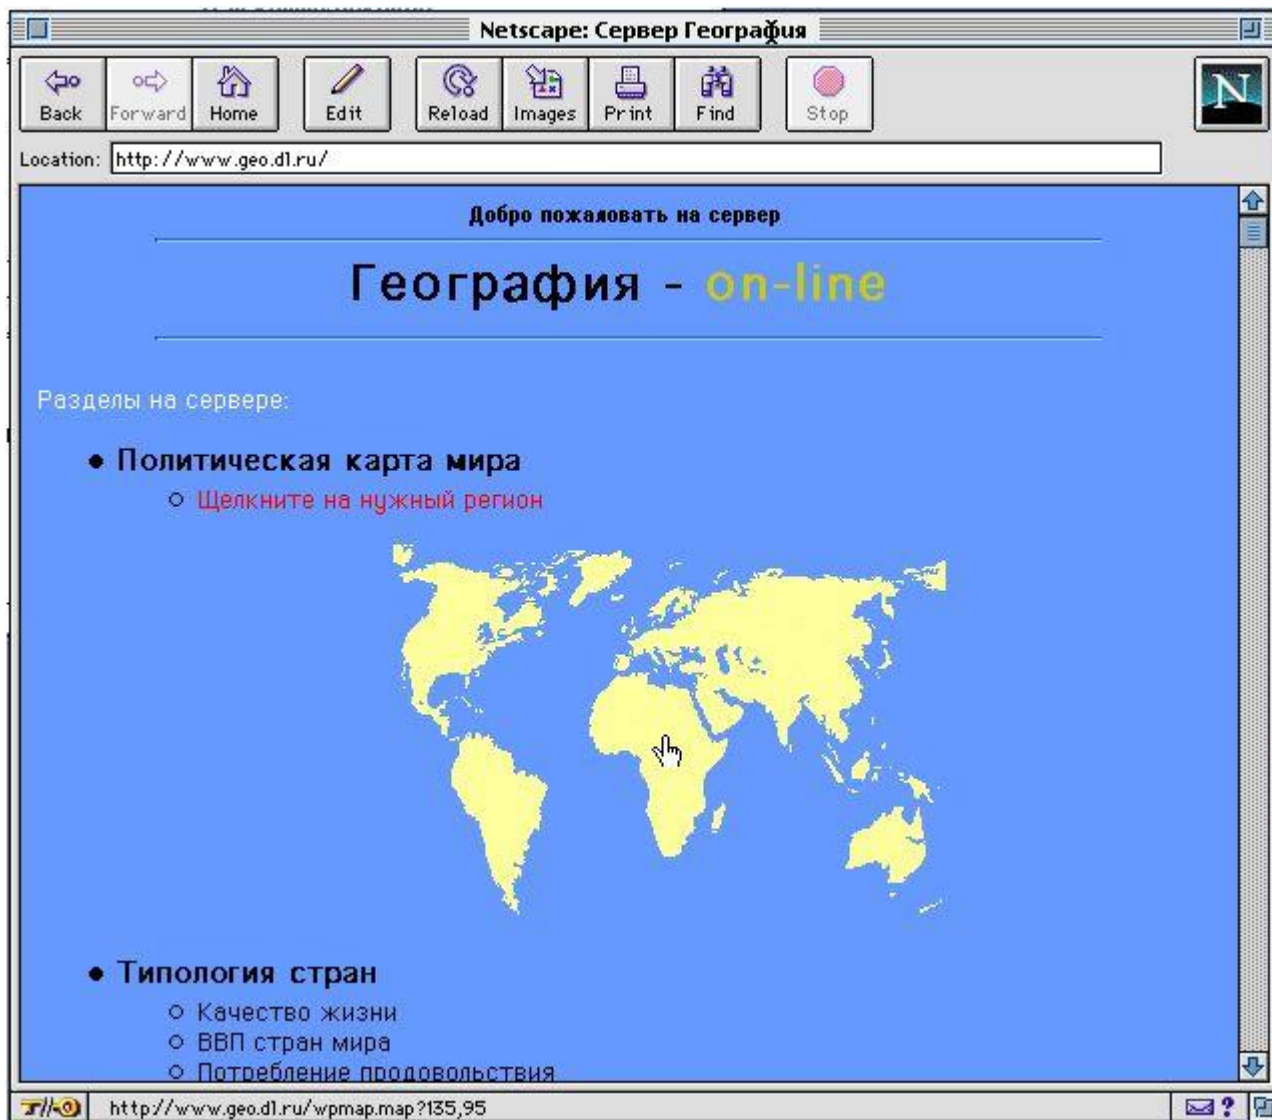 Netscape: Сервер География
Back Forward Home Edit Reload Images Print Find Stop
N
Location: http://www.geo.d1.ru/
Добро пожаловать на сервер
География - on-line
Разделы на сервере:
Политическая карта мира
Щелкните на нужный регион
Типология стран
Качество жизни
ВВП стран мира
Потребление продовольствия
http://www.geo.d1.ru/wpmap.map?135,95
?